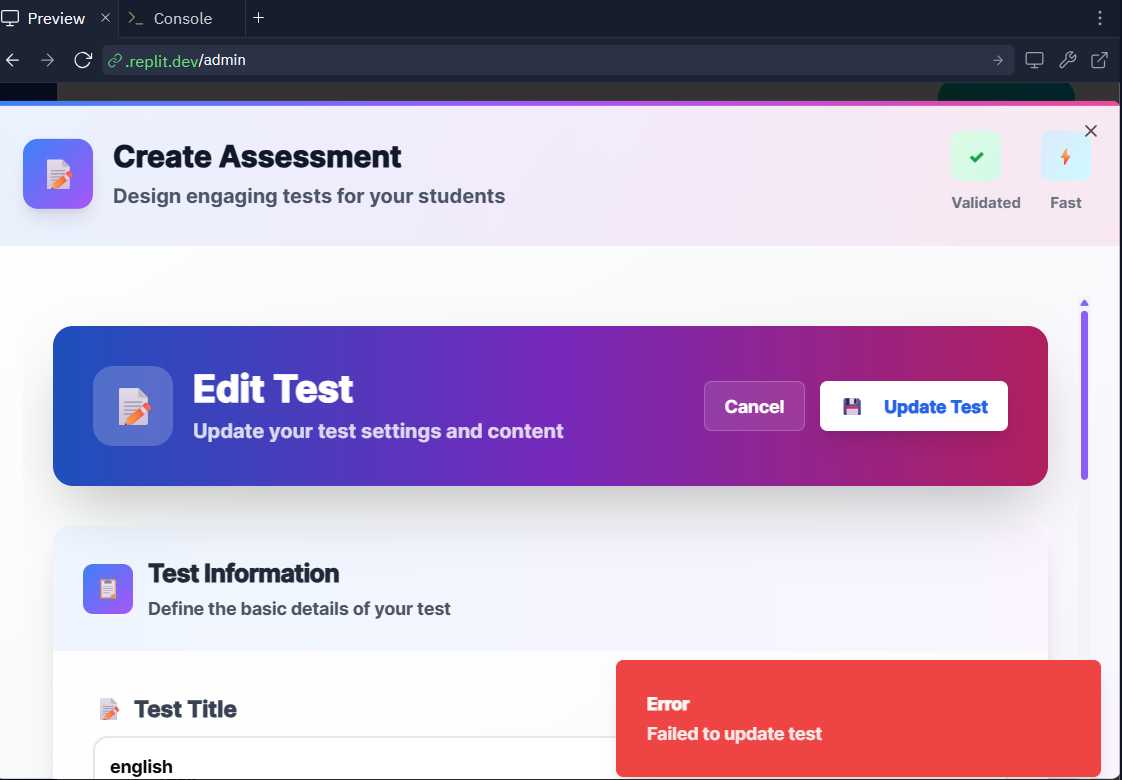 Preview
Console
.replit.dev/admin
Create Assessment
Design engaging tests for your students
Validated
Fast
Edit Test
Update your test settings and content
Cancel
Update Test
Test Information
Define the basic details of your test
Test Title
english
Error
Failed to update test